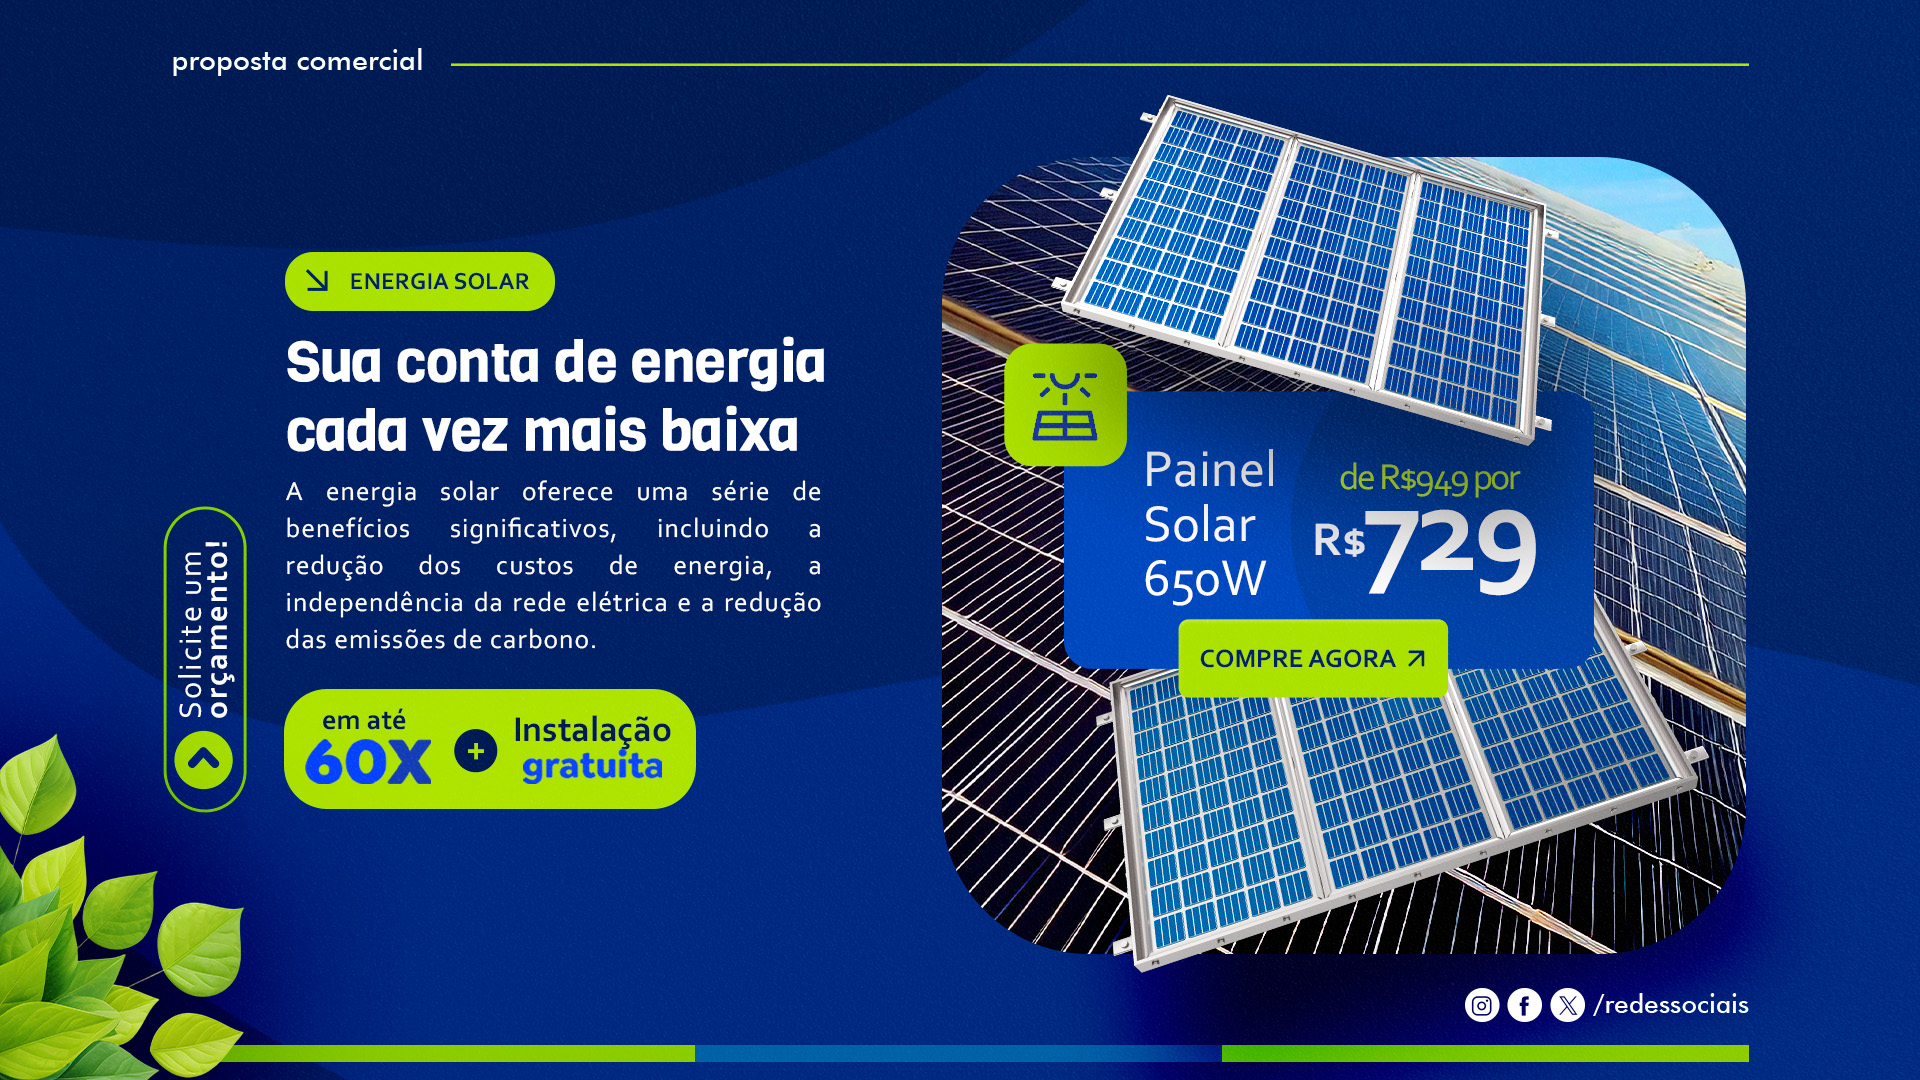 proposta comercial
ENERGIA SOLAR
Sua conta de energia
cada vez mais baixa
A energia solar oferece uma série de
benefícios significativos, incluindo a
redução dos custos de energia, a
independência da rede elétrica e a redução
das emissões de carbono.
Solicite um
orçamento!
em até
60X
+
Instalação
gratuita
Painel
Solar
650W
de R$949 por
R$729
COMPRE AGORA
/redessociais